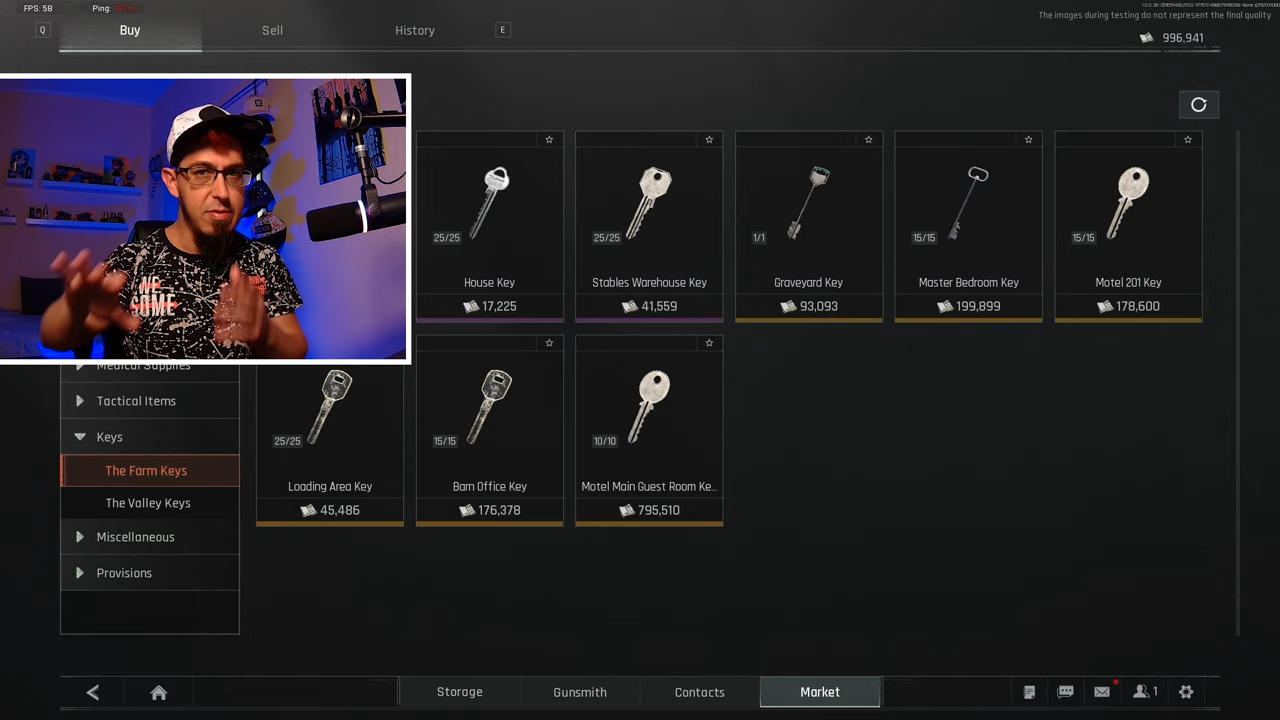 FPS: 58 Ping:
The images during testing do not represent the final quality
Q Buy Sell History E
996,941
25/25
House Key
17,225
25/25
Stables Warehouse Key
41,559
1/1
Graveyard Key
93,093
15/15
Master Bedroom Key
199,899
15/15
Motel 201 Key
178,600
WE
SOME
Medical Supplies
Tactical Items
Keys
The Farm Keys
The Valley Keys
Miscellaneous
Provisions
25/25
Loading Area Key
45,486
15/15
Barn Office Key
176,378
10/10
Motel Main Guest Room Ke...
795,510
Storage Gunsmith Contacts Market
1